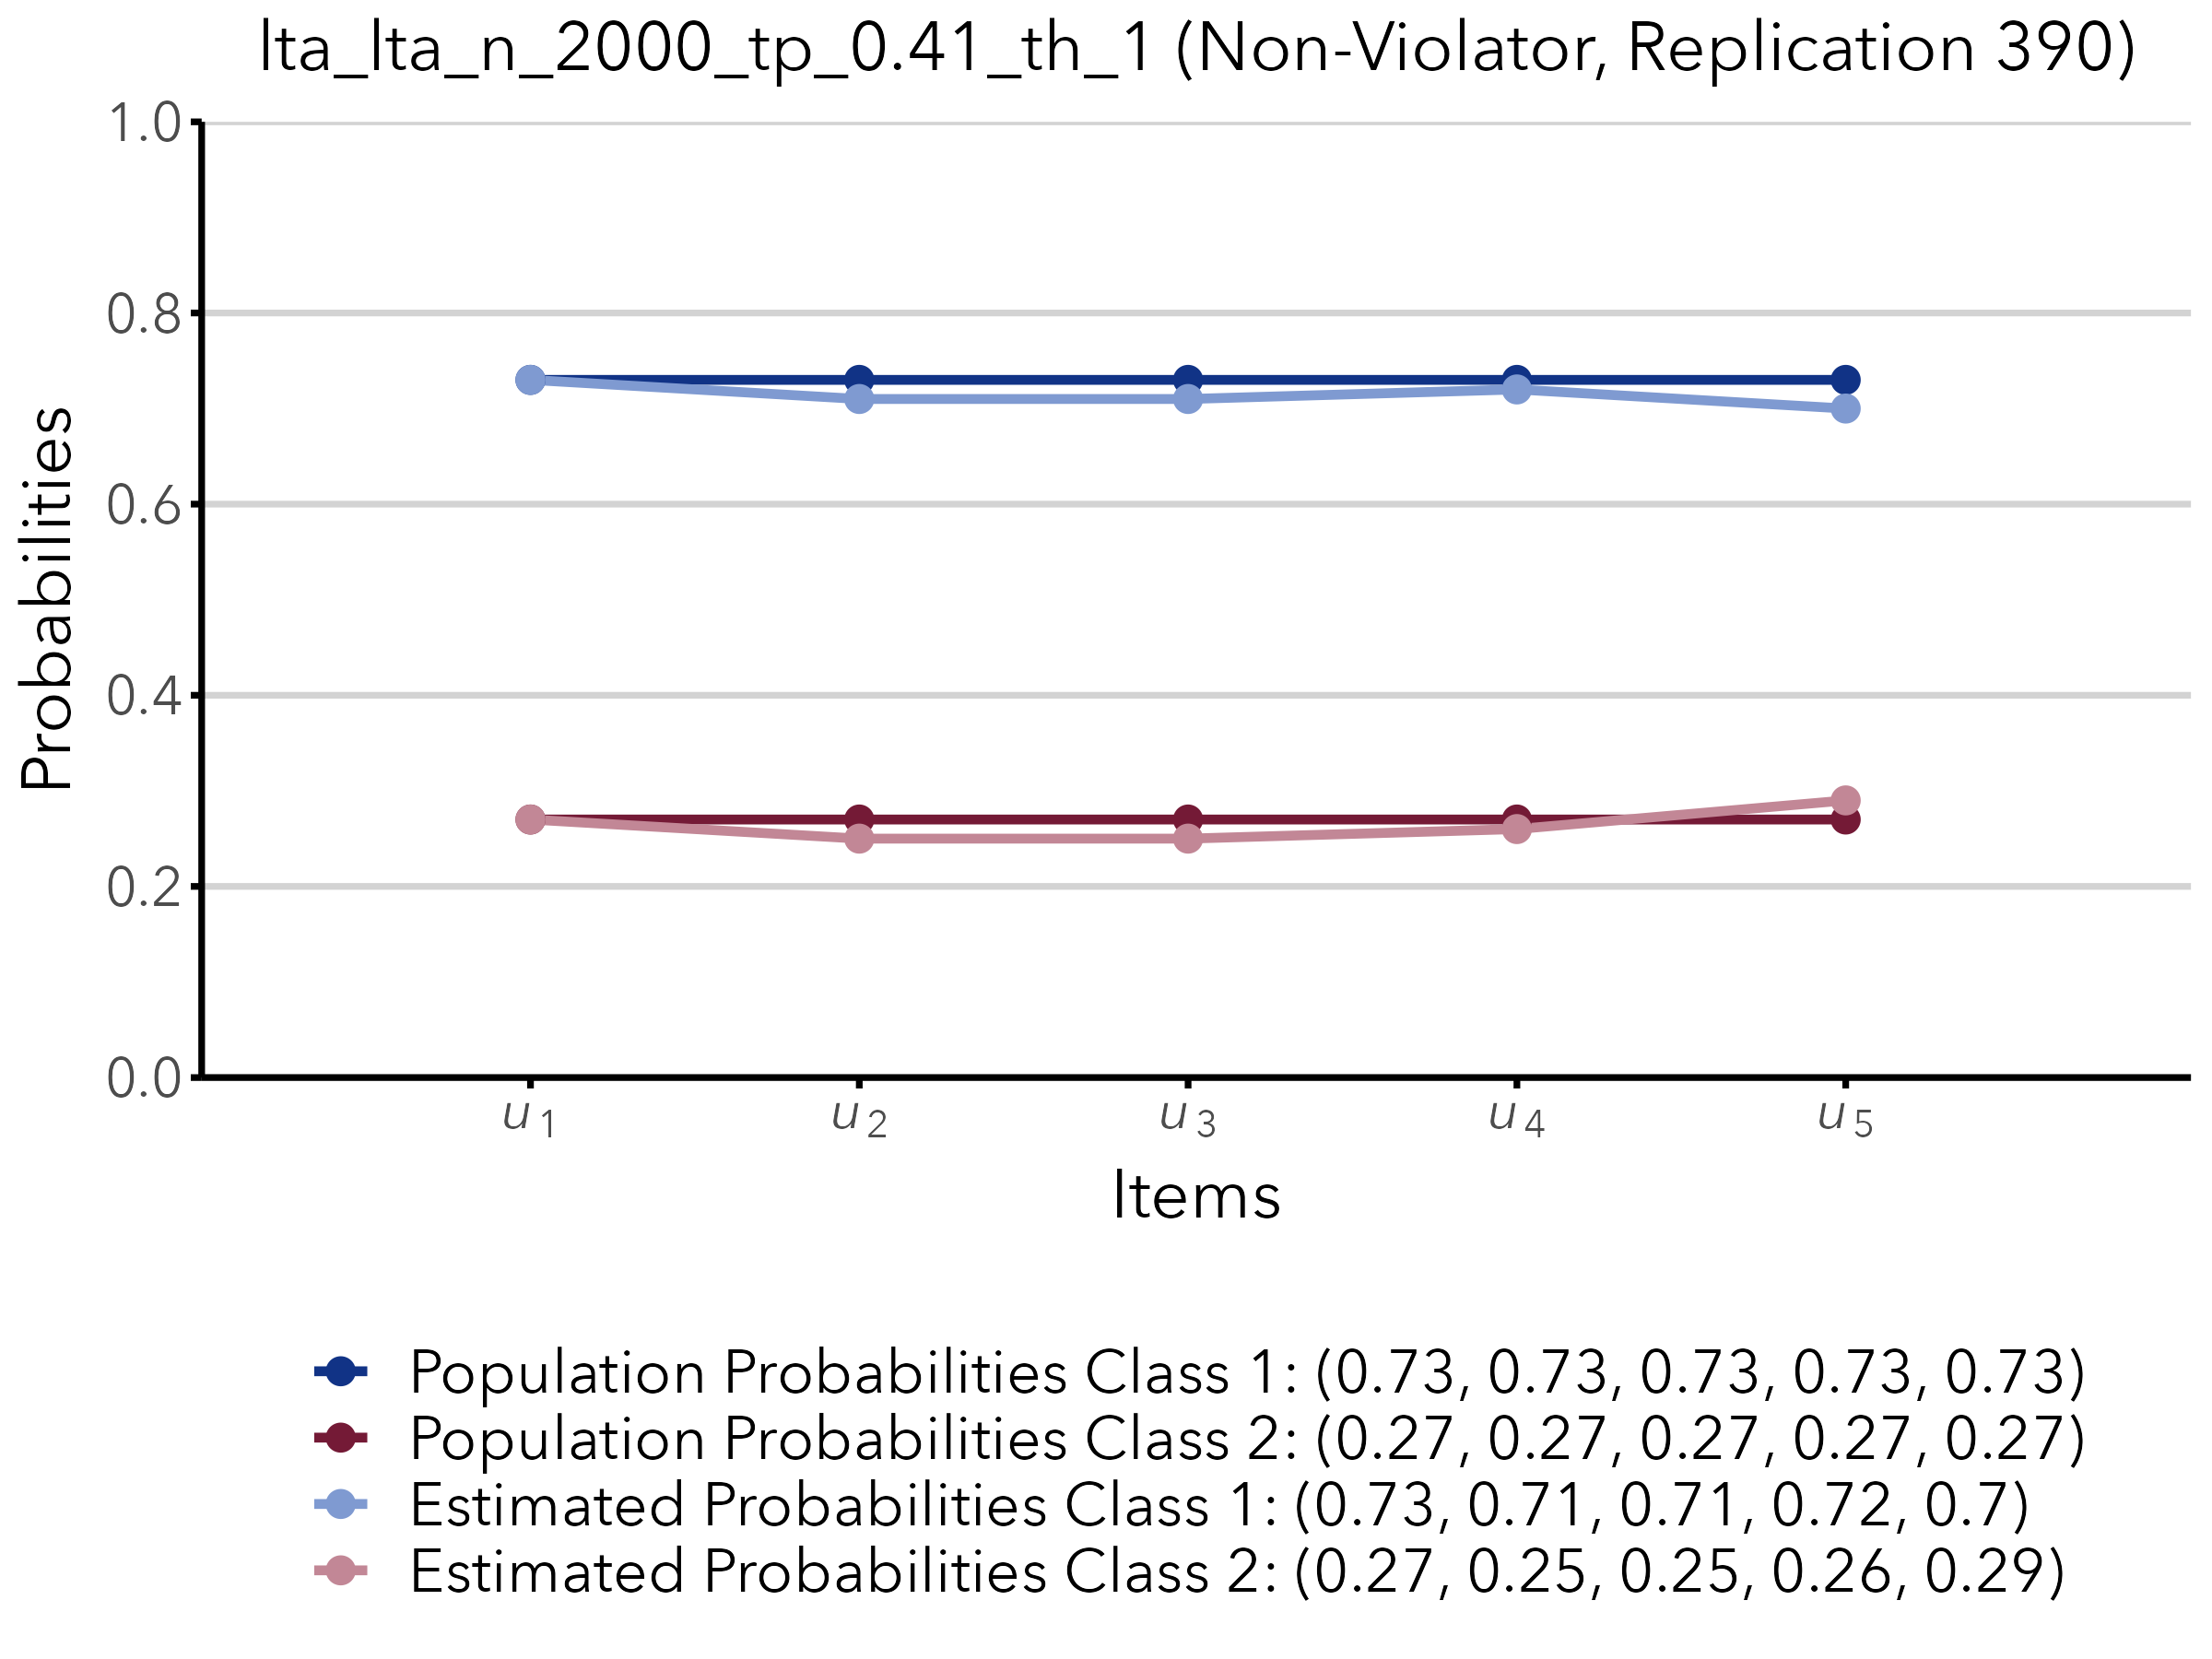 lta_lta_n_2000_tp_0.41_th_1 (Non-Violator, Replication 390)
1.0
0.8
0.6
0.4
0.2
0.0
Probabilities
u1 u2 u3 u4 u5
Items
Population Probabilities Class 1: (0.73, 0.73, 0.73, 0.73, 0.73)
Population Probabilities Class 2: (0.27, 0.27, 0.27, 0.27, 0.27)
Estimated Probabilities Class 1: (0.73, 0.71, 0.71, 0.72, 0.7)
Estimated Probabilities Class 2: (0.27, 0.25, 0.25, 0.26, 0.29)